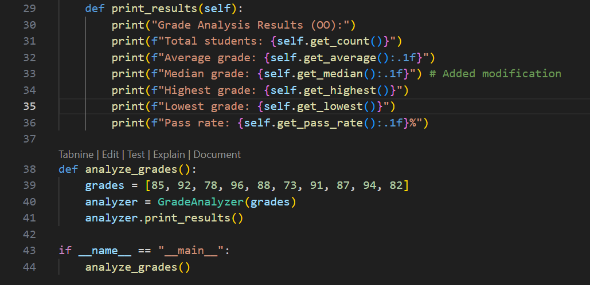 29 def print_results(self):
30 print("Grade Analysis Results (OO):")
31 print(f"Total students: {self.get_count()}")
32 print(f"Average grade: {self.get_average():.1f}")
33 print(f"Median grade: {self.get_median():.1f}") # Added modification
34 print(f"Highest grade: {self.get_highest()}")
35 print(f"Lowest grade: {self.get_lowest()}")
36 print(f"Pass rate: {self.get_pass_rate():.1f}%")
37
Tabnine | Edit | Test | Explain | Document
38 def analyze_grades():
39 grades = [85, 92, 78, 96, 88, 73, 91, 87, 94, 82]
40 analyzer = GradeAnalyzer(grades)
41 analyzer.print_results()
42
43 if __name__ == "__main__":
44 analyze_grades()